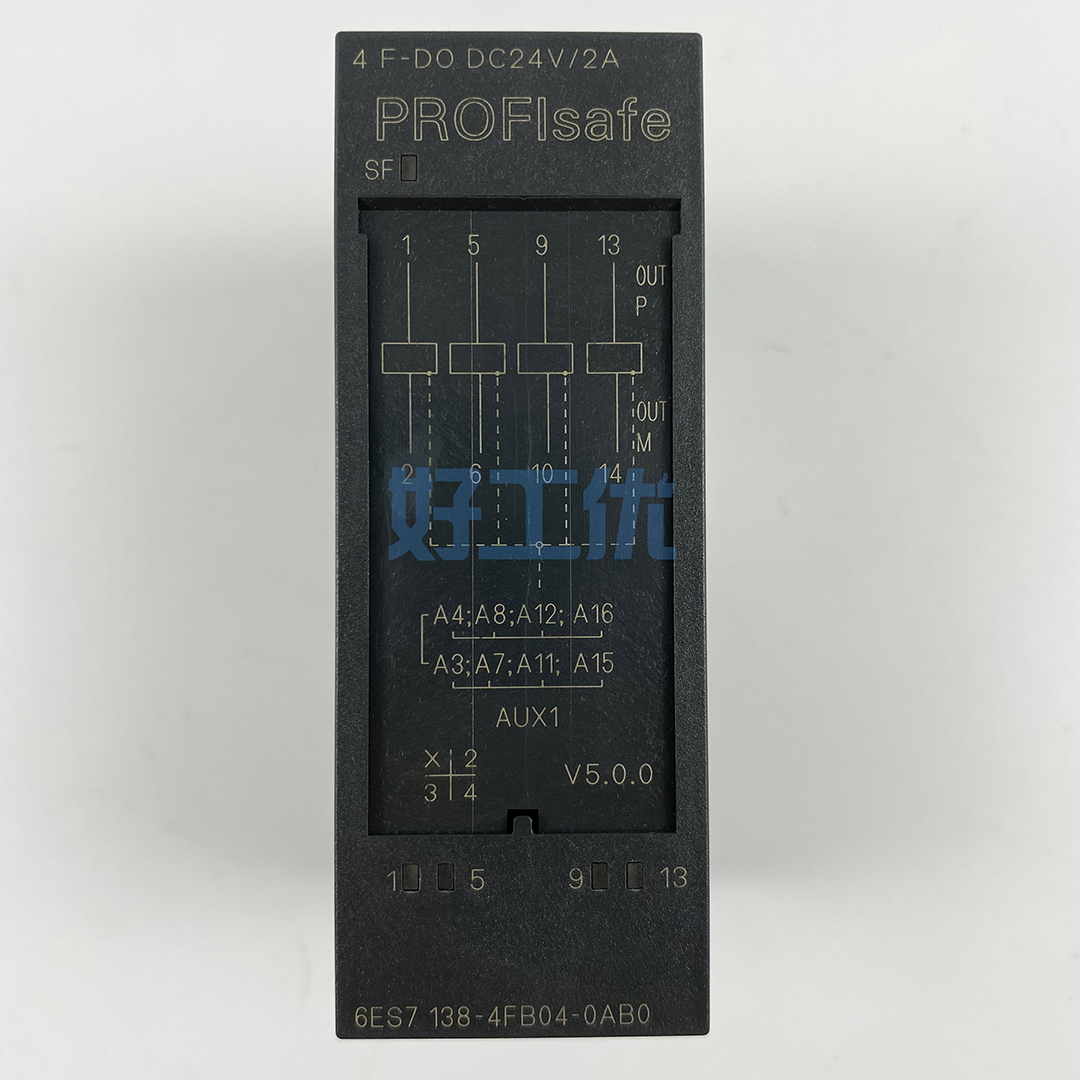 4 F-DO DC24V/2A
PROFIsafe
SF
1 5 9 13
OUT
P
OUT
M
2 6 10 14
好工优
A4;A8;A12; A16
A3;A7;A11; A15
AUX1
X 2
3 4
V5.0.0
1 5 9 13
6ES7 138-4FB04-0AB0